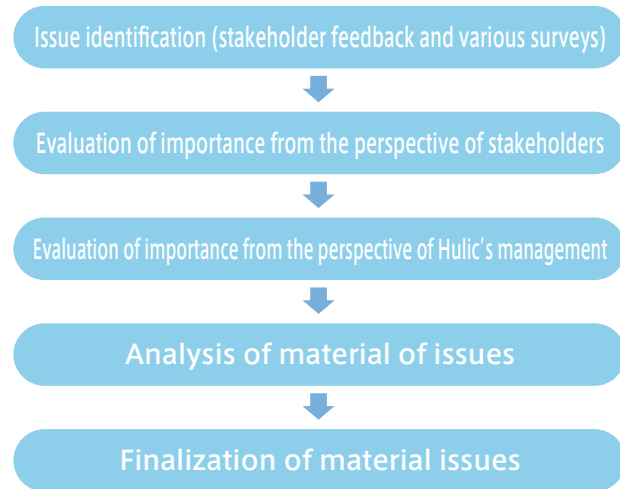 Issue identification (stakeholder feedback and various surveys)
Evaluation of importance from the perspective of stakeholders
Evaluation of importance from the perspective of Hulic's management
Analysis of material of issues
Finalization of material issues